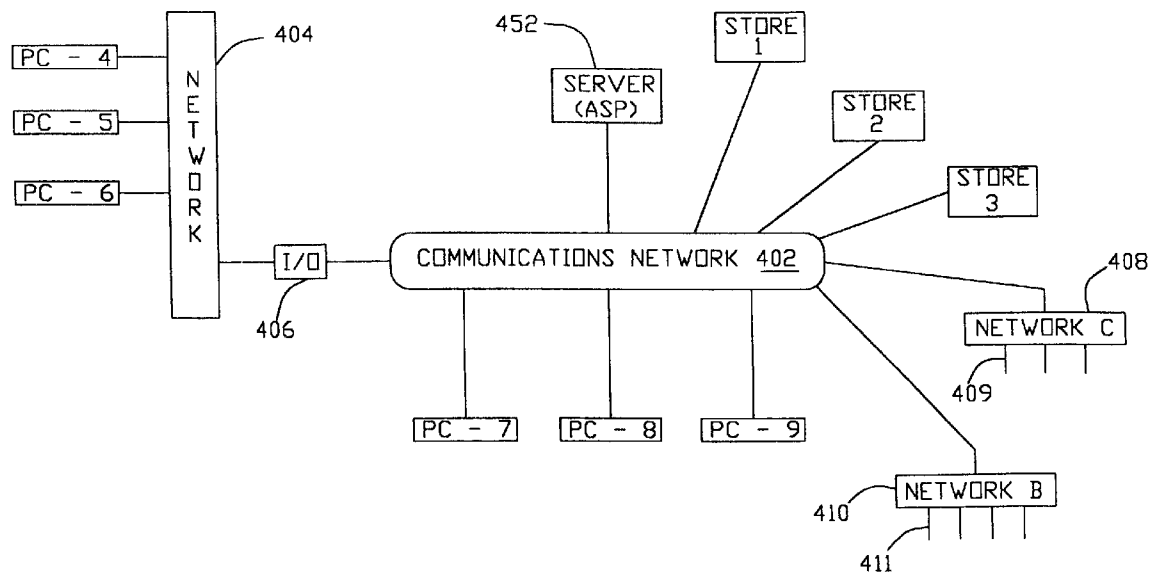 452
STORE
1
404
PC - 4
SERVER
(ASP)
STORE
2
PC - 5
NETWORK
STORE
3
PC - 6
COMMUNICATIONS NETWORK 402
I/O
408
406
NETWORK C
409
PC - 7
PC - 8
PC - 9
NETWORK B
410
411